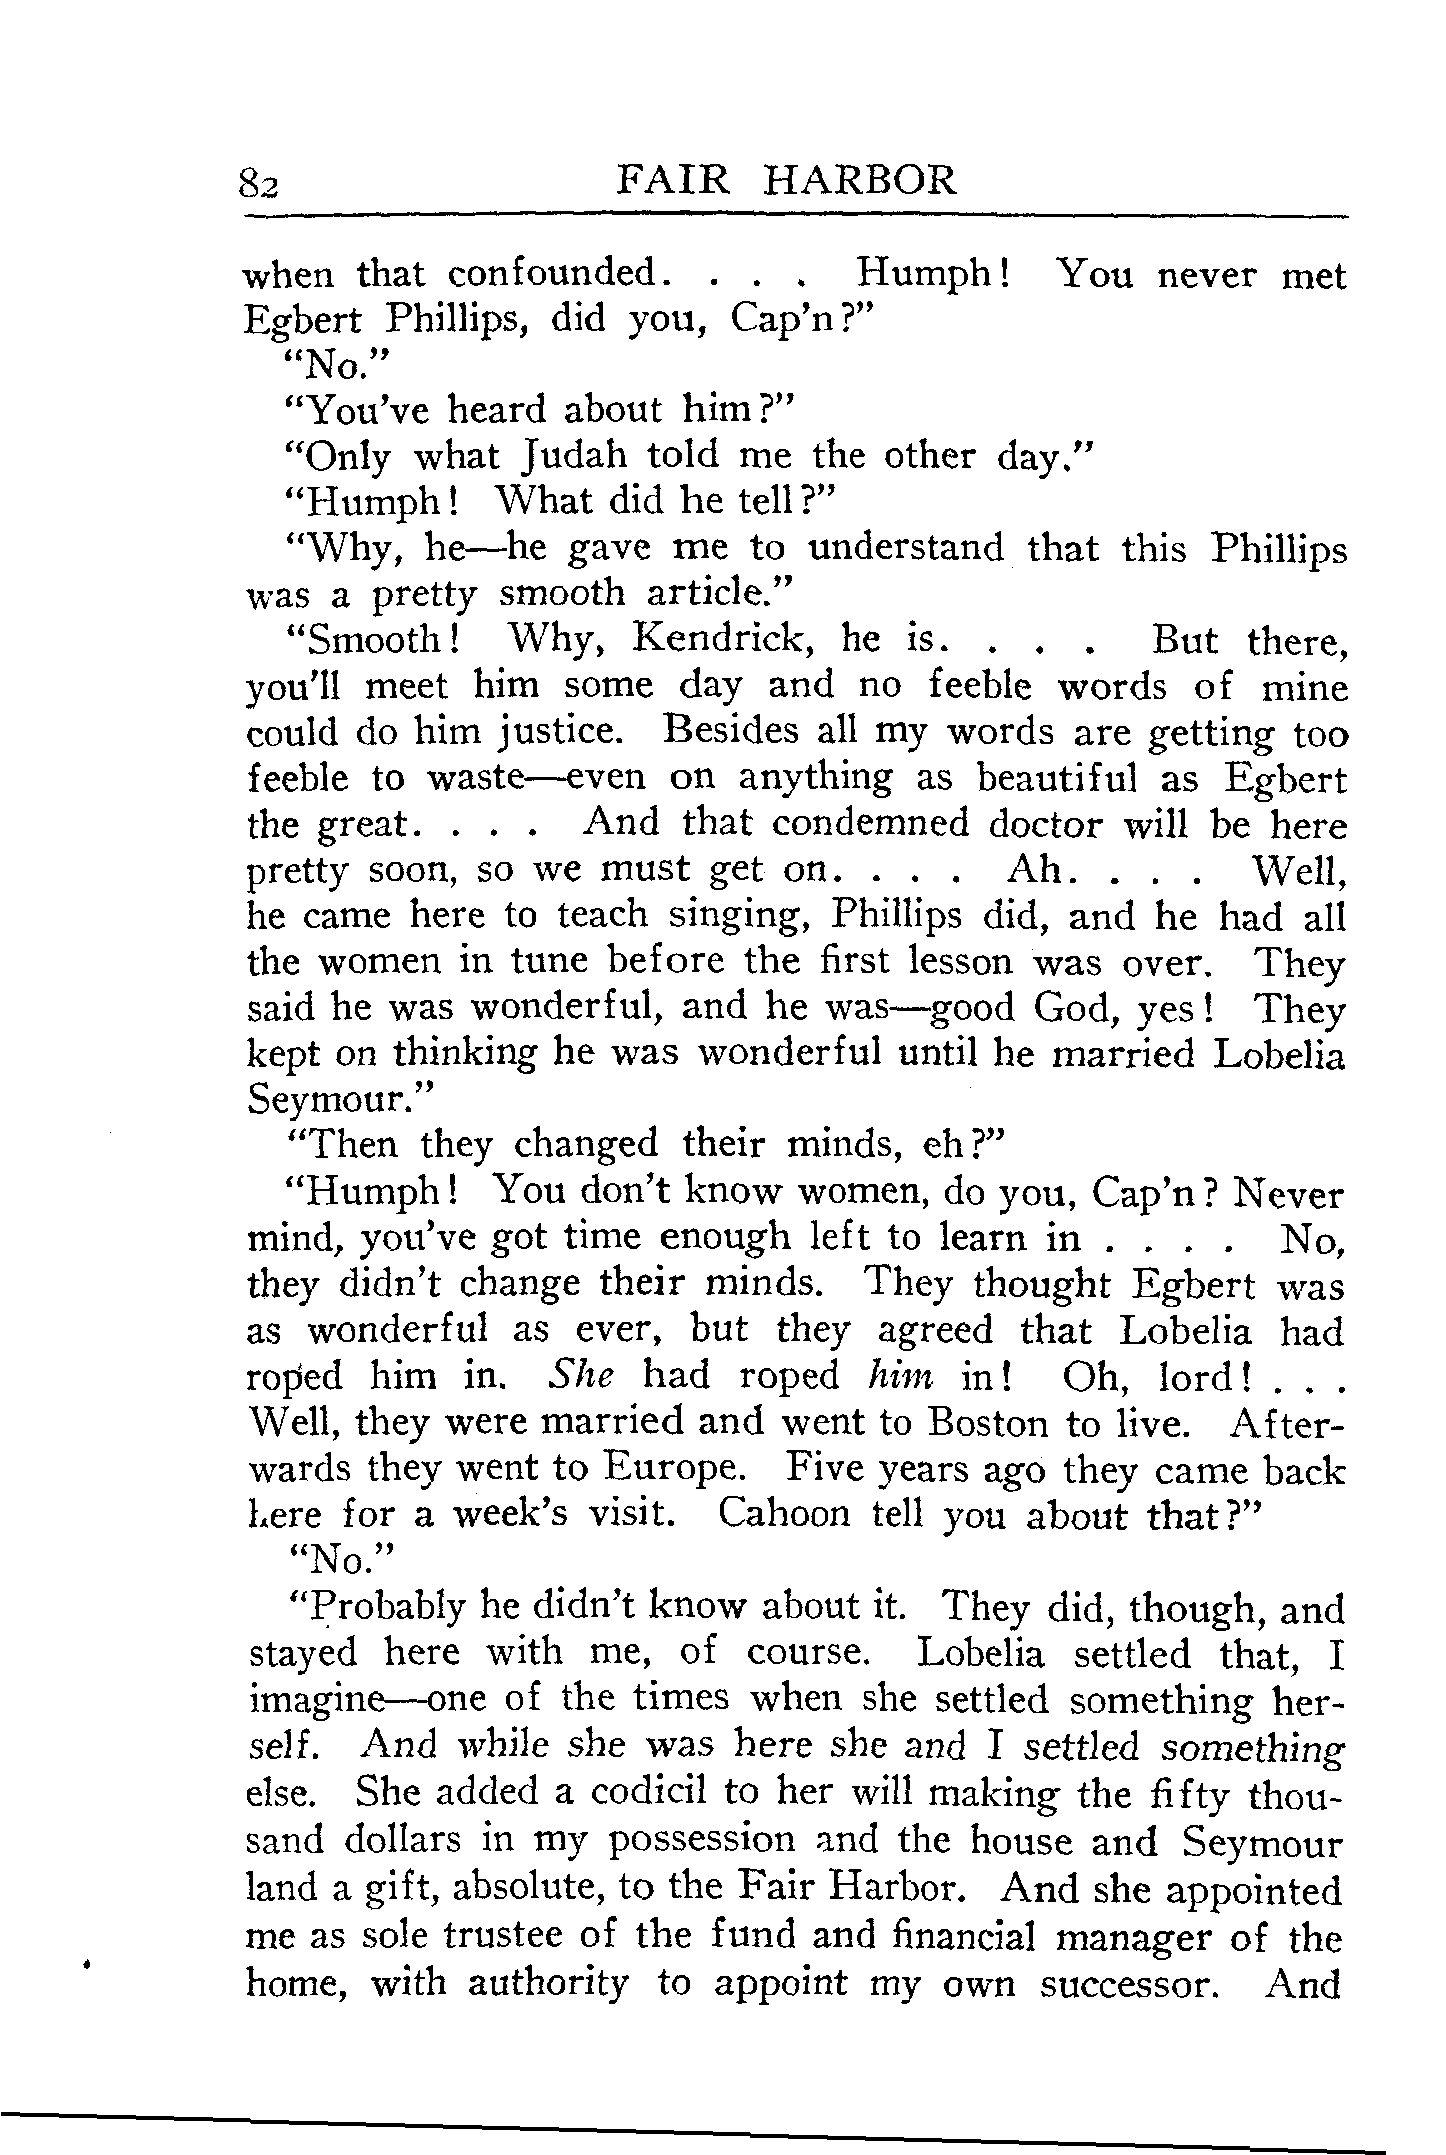 82 FAIR HARBOR
when that confounded. . . . Humph! You never met
Egbert Phillips, did you, Cap'n?"
"No."
"You've heard about him?"
"Only what Judah told me the other day."
"Humph! What did he tell?"
"Why, he—he gave me to understand that this Phillips
was a pretty smooth article."
"Smooth! Why, Kendrick, he is. . . . But there,
you'll meet him some day and no feeble words of mine
could do him justice. Besides all my words are getting too
feeble to waste—even on anything as beautiful as Egbert
the great. . . . And that condemned doctor will be here
pretty soon, so we must get on. . . . Ah. . . . Well,
he came here to teach singing, Phillips did, and he had all
the women in tune before the first lesson was over. They
said he was wonderful, and he was—good God, yes! They
kept on thinking he was wonderful until he married Lobelia
Seymour."
"Then they changed their minds, eh?"
"Humph! You don't know women, do you, Cap'n? Never
mind, you've got time enough left to learn in . . . . No,
they didn't change their minds. They thought Egbert was
as wonderful as ever, but they agreed that Lobelia had
roped him in. She had roped him in! Oh, lord! . . .
Well, they were married and went to Boston to live. After-
wards they went to Europe. Five years ago they came back
here for a week's visit. Cahoon tell you about that?"
"No."
"Probably he didn't know about it. They did, though, and
stayed here with me, of course. Lobelia settled that, I
imagine—one of the times when she settled something her-
self. And while she was here she and I settled something
else. She added a codicil to her will making the fifty thou-
sand dollars in my possession and the house and Seymour
land a gift, absolute, to the Fair Harbor. And she appointed
me as sole trustee of the fund and financial manager of the
home, with authority to appoint my own successor. And